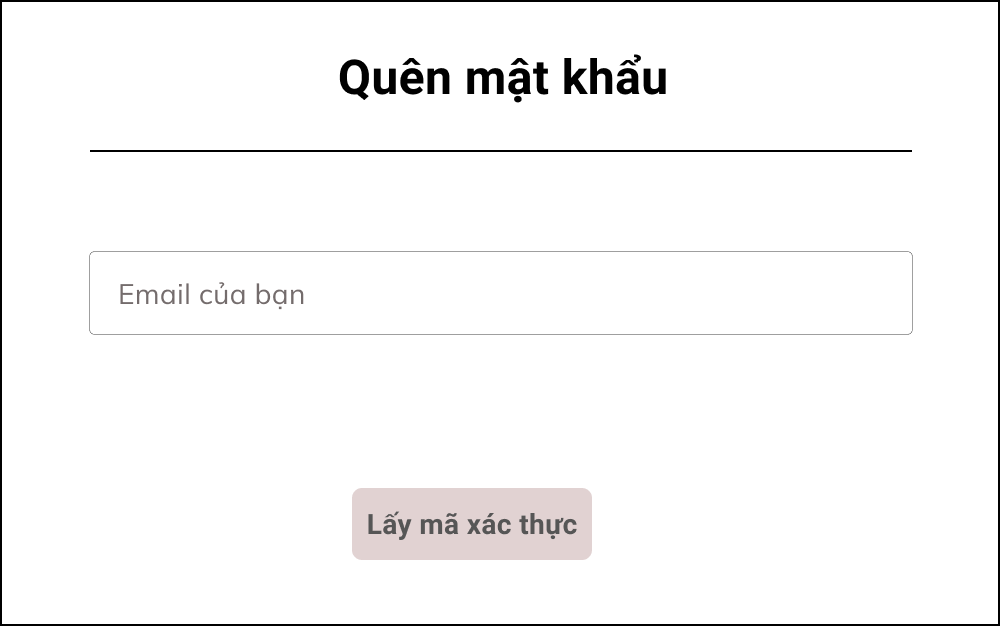 Quên mật khẩu
Email của bạn
Lấy mã xác thực